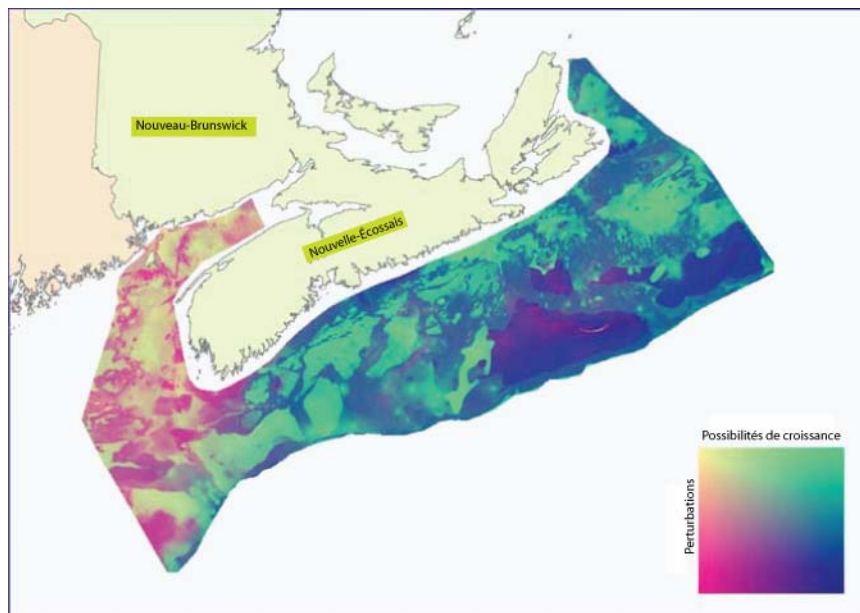 Nouveau-Brunswick
Nouvelle-Écossais
Possibilités de croissance
Perturbations